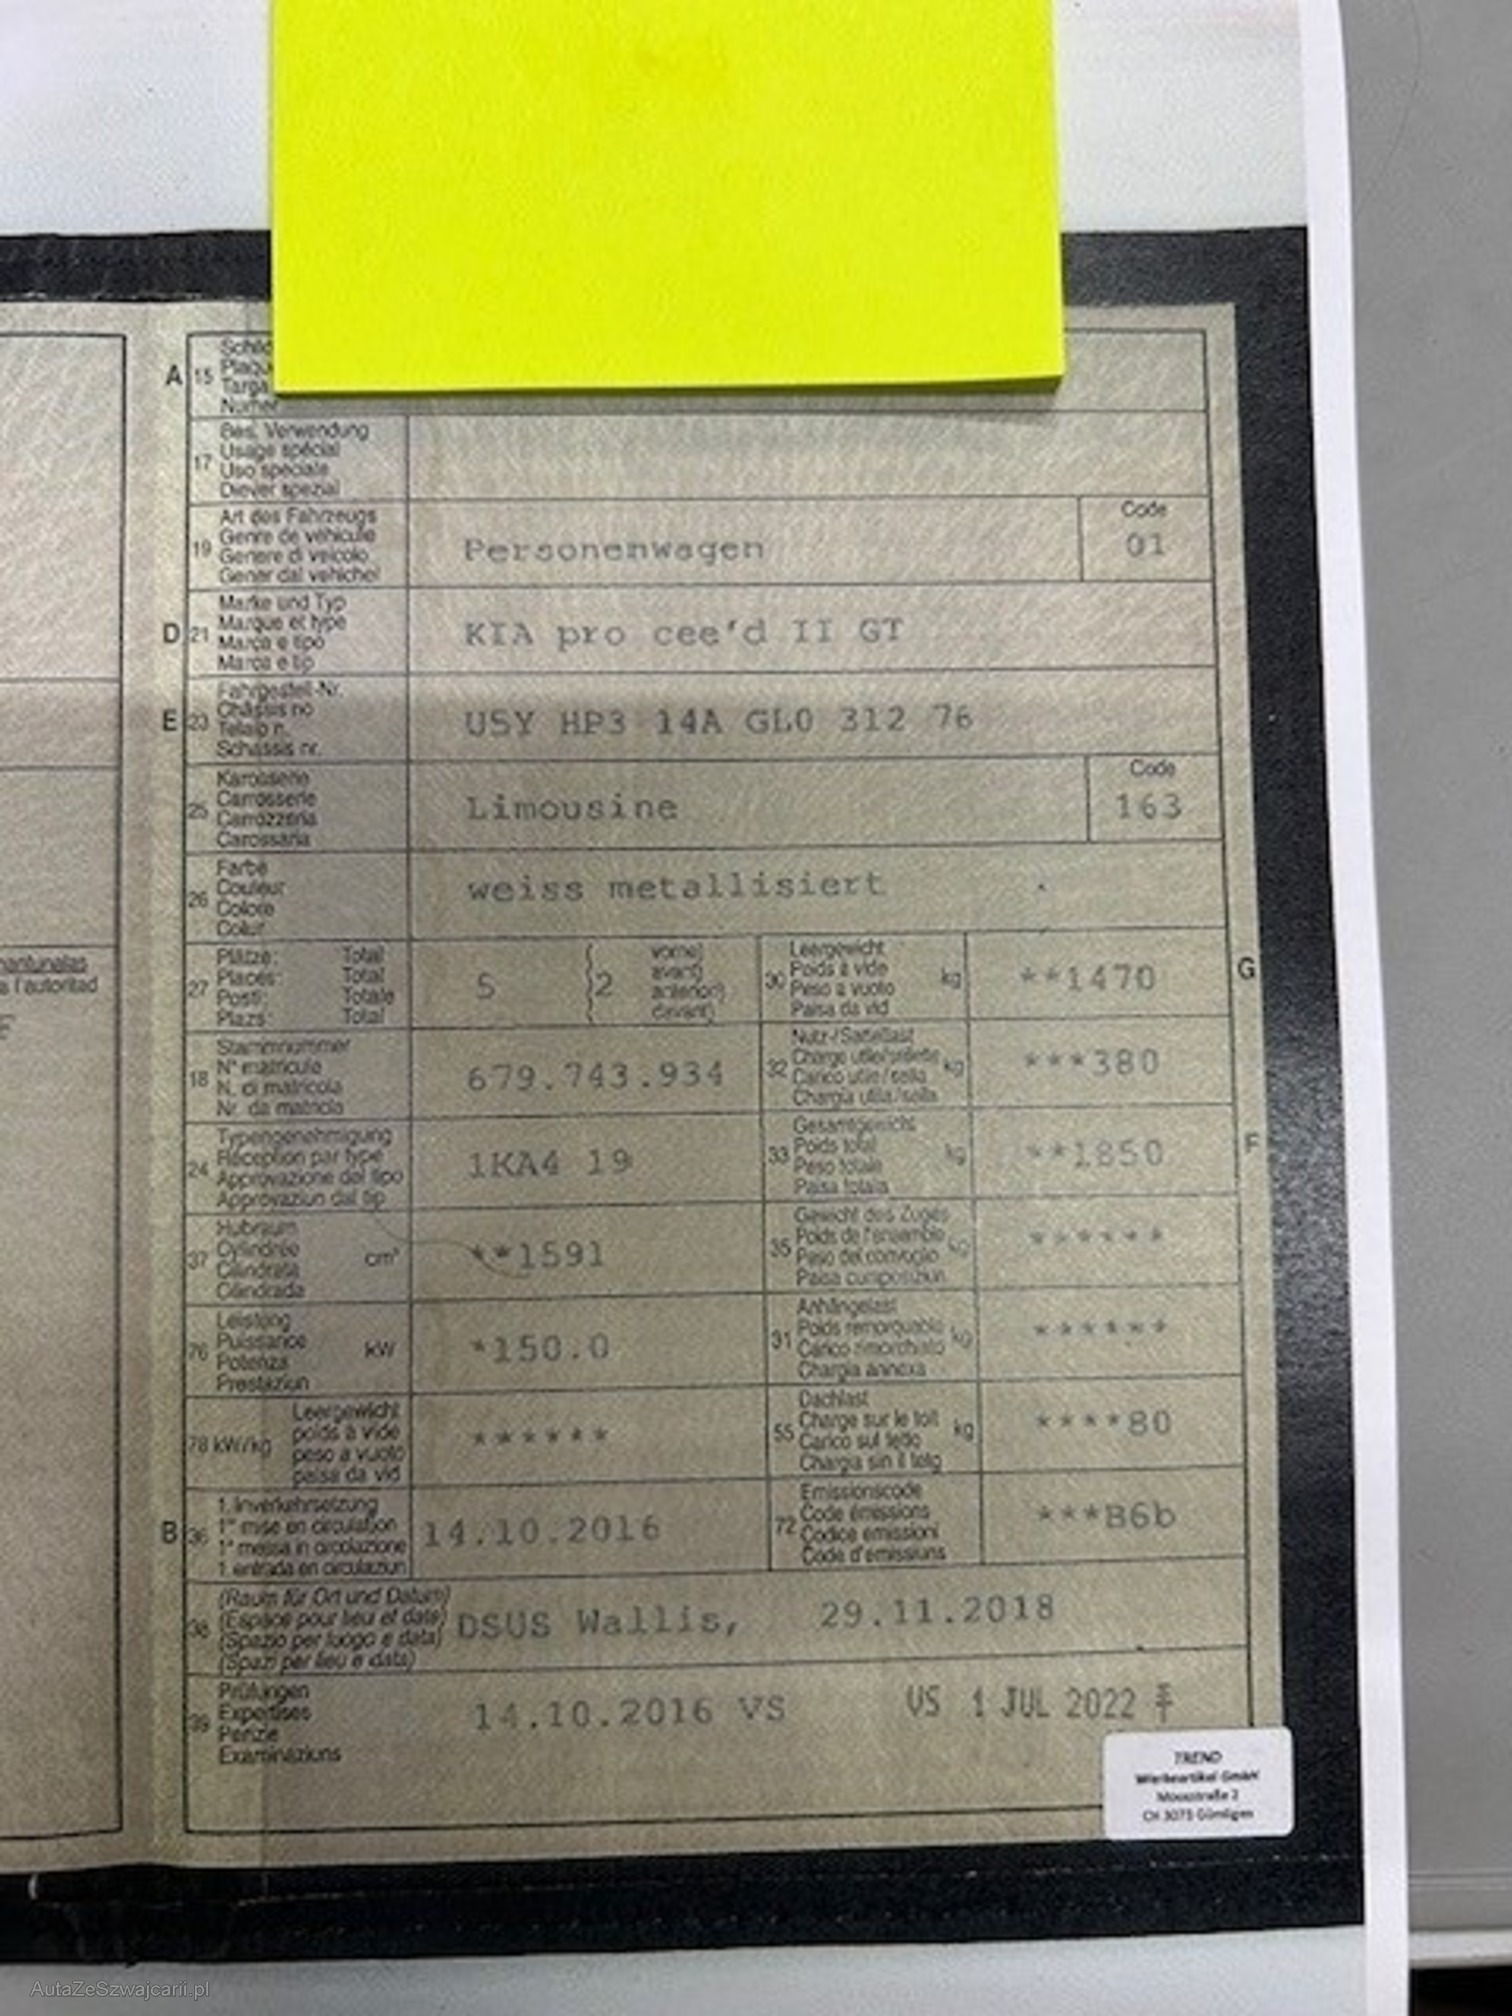 A 15
Schild
Plaqu
Targa
Numer
17
Bes. Verwendung
Usage spécial
Uso speciale
Diever spezial
19
Art des Fahrzeugs
Genre de véhicule
Genere di veicolo
Gener dal vehichel
Personenwagen
Code
01
D 21
Marke und Typ
Marque et type
Marca e tipo
Marca e tip
KIA pro cee'd II GT
E 23
Fahrgestell-Nr.
Châssis no
Telaio n.
Schassis nr.
U5Y HP3 14A GL0 312 76
25
Karosserie
Carrosserie
Carrozzeria
Carossaria
Limousine
Code
163
26
Farbe
Couleur
Colore
Colur
weiss metallisiert
antunalas
a l'autoritad
27
Plätze: Total
Places: Total
Posti: Totale
Plazs: Total
5
2
vorne)
avant)
anteriori)
davant)
30
Leergewicht
Poids à vide
Peso a vuoto
Paisa da vid
kg
**1470
G
18
Stammnummer
N° matricule
N. di matricola
Nr. da matricla
679.743.934
32
Nutz-/Sattellast
Charge utile/sellette
Carico utile/sella
Chargia utila/sella
kg
***380
24
Typengenehmigung
Réception par type
Approvazione del tipo
Approvaziun dal tip
1KA4 19
33
Gesamtgewicht
Poids total
Peso totale
Paisa totala
kg
**1850
F
37
Hubraum
Cylindrée
Cilindrata
Cilindrada
cm³
**1591
35
Gewicht des Zuges
Poids de l'ensemble
Peso del convoglio
Paisa cumposiziun
kg
******
76
Leistung
Puissance
Potenza
Prestaziun
kW
*150.0
31
Anhängelast
Poids remorquable
Carico rimorchiato
Chargia annexa
kg
******
78 kW/kg
Leergewicht
poids à vide
peso a vuoto
paisa da vid
******
55
Dachlast
Charge sur le toit
Carico sul tetto
Chargia sin il tetg
kg
****80
B 36
1. Inverkehrsetzung
1re mise en circulation
1a messa in circolazione
1. entrada en circulaziun
14.10.2016
72
Emissionscode
Code émissions
Codice emissioni
Code d'emissiuns
***B6b
38
(Raum für Ort und Datum)
(Espace pour lieu et date)
(Spazio per luogo e data)
(Spazi per lieu e data)
DSUS Wallis, 29.11.2018
39
Prüfungen
Expertises
Perizie
Examinaziuns
14.10.2016 VS
VS 1 JUL 2022
TREND
Werbeartikel GmbH
Moosstraße 2
CH 3073 Gümligen
AutaZeSzwajcarii.pl